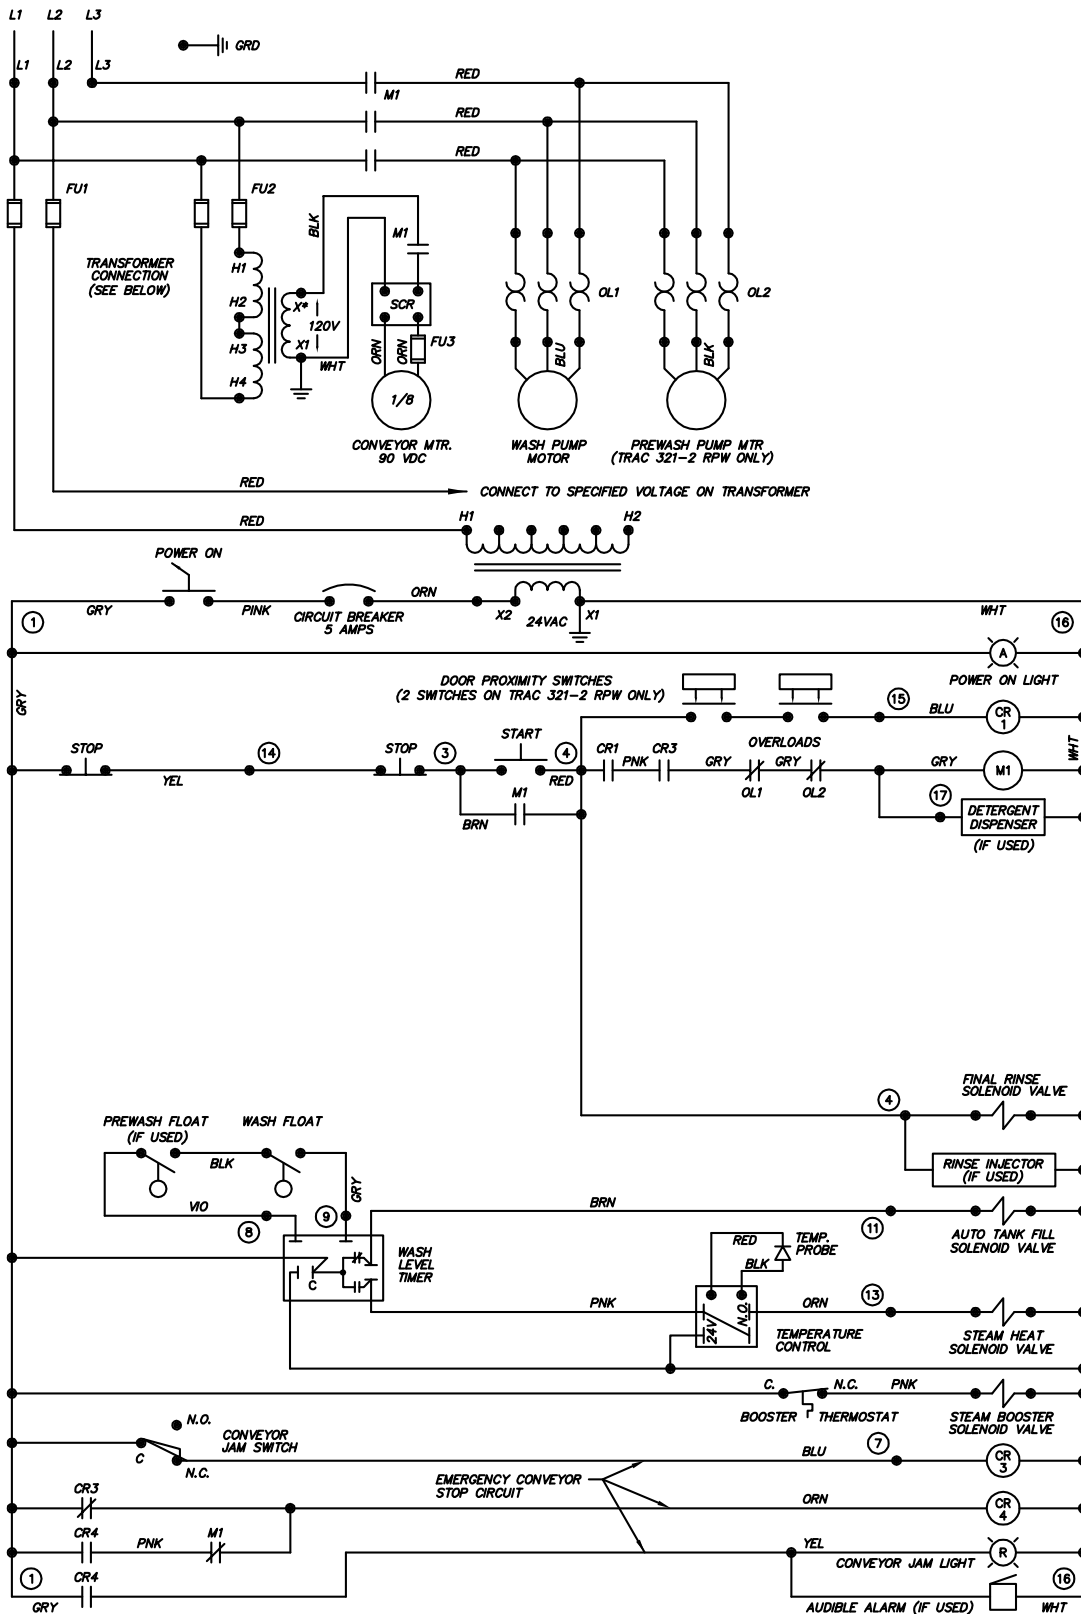 L1 L2 L3
GRD
L1 L2 L3
RED
M1
RED
RED
FU1 FU2
BLK
M1
TRANSFORMER
CONNECTION
(SEE BELOW)
H1
H2
H3
H4
X*
120V
X1
WHT
SCR
ORN ORN FU3
1/8
CONVEYOR MTR.
90 VDC
OL1
BLU
WASH PUMP
MOTOR
OL2
BLK
PREWASH PUMP MTR
(TRAC 321-2 RPW ONLY)
RED
CONNECT TO SPECIFIED VOLTAGE ON TRANSFORMER
RED
H1 H2
POWER ON
GRY PINK
CIRCUIT BREAKER
5 AMPS
ORN
X2 24VAC X1
WHT
1 16
A
POWER ON LIGHT
GRY
DOOR PROXIMITY SWITCHES
(2 SWITCHES ON TRAC 321-2 RPW ONLY)
15
BLU
CR
1
WHT
STOP
YEL
14
STOP
3
START
4
RED
M1
BRN
CR1 PNK CR3
GRY
OVERLOADS
OL1
GRY
OL2
GRY
M1
17
DETERGENT
DISPENSER
(IF USED)
FINAL RINSE
SOLENOID VALVE
4
RINSE INJECTOR
(IF USED)
PREWASH FLOAT
(IF USED)
WASH FLOAT
BLK
VIO
8
9
GRY
BRN
11
AUTO TANK FILL
SOLENOID VALVE
WASH
LEVEL
TIMER
C
RED
TEMP.
PROBE
BLK
PNK
24V
N.O.
ORN
13
TEMPERATURE
CONTROL
STEAM HEAT
SOLENOID VALVE
C. N.C. PNK
BOOSTER THERMOSTAT
STEAM BOOSTER
SOLENOID VALVE
N.O.
C
N.C.
CONVEYOR
JAM SWITCH
BLU
7
CR
3
EMERGENCY CONVEYOR
STOP CIRCUIT
CR3
ORN
CR
4
CR4 PNK M1
YEL
CONVEYOR JAM LIGHT
R
1
CR4
GRY
AUDIBLE ALARM (IF USED)
16
WHT